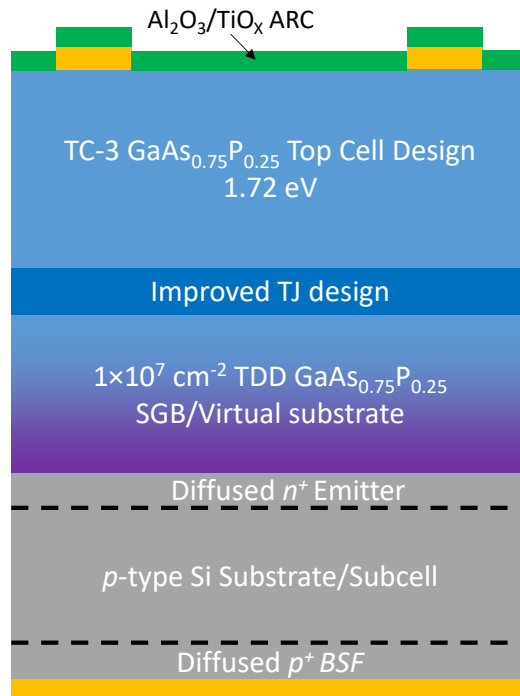 Al₂O₃/TiOₓ ARC
TC-3 GaAs₀.₇₅P₀.₂₅ Top Cell Design
1.72 eV
Improved TJ design
1×10⁷ cm⁻² TDD GaAs₀.₇₅P₀.₂₅
SGB/Virtual substrate
Diffused n⁺ Emitter
p-type Si Substrate/Subcell
Diffused p⁺ BSF